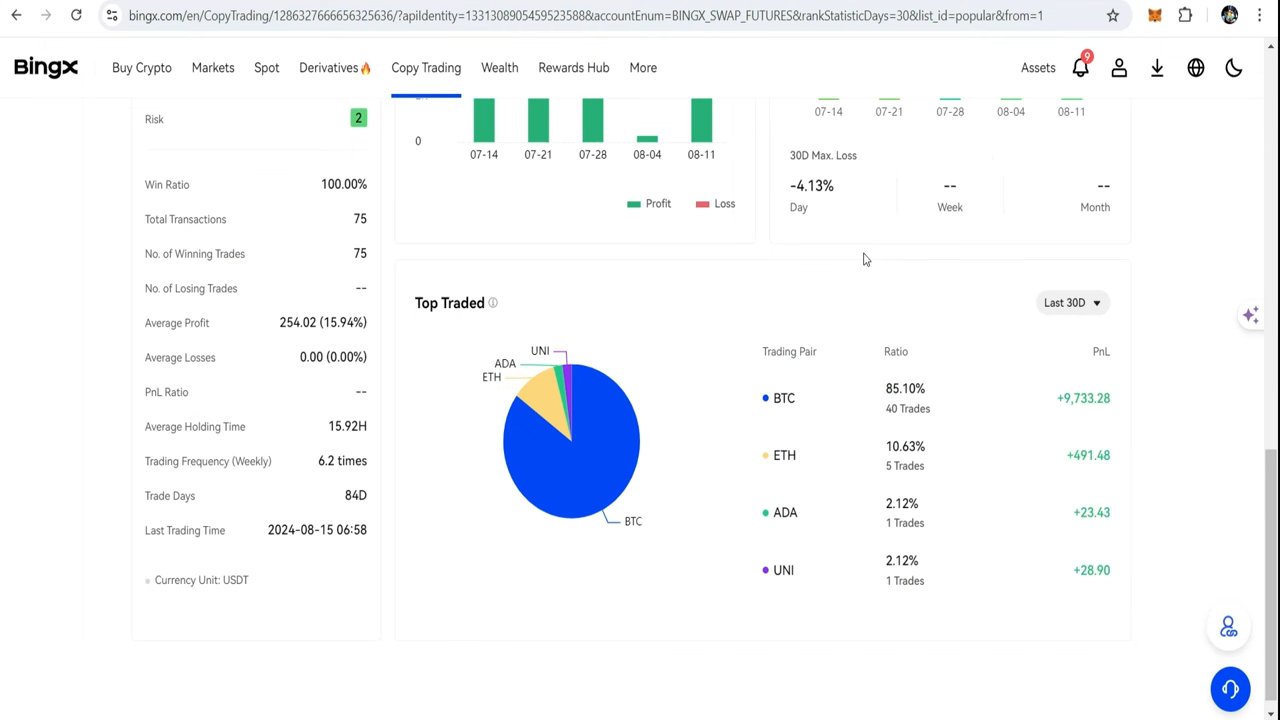 bingx.com/en/CopyTrading/1286327666656325636/?apiIdentity=1331308905459523588&accountEnum=BINGX_SWAP_FUTURES&rankStatisticDays=30&list_id=popular&from=1
BingX Buy Crypto Markets Spot Derivatives🔥 Copy Trading Wealth Rewards Hub More Assets 9
Risk 2
Win Ratio 100.00%
Total Transactions 75
No. of Winning Trades 75
No. of Losing Trades --
Average Profit 254.02 (15.94%)
Average Losses 0.00 (0.00%)
PnL Ratio --
Average Holding Time 15.92H
Trading Frequency (Weekly) 6.2 times
Trade Days 84D
Last Trading Time 2024-08-15 06:58
Currency Unit: USDT
0
07-14 07-21 07-28 08-04 08-11
Profit Loss
07-14 07-21 07-28 08-04 08-11
30D Max. Loss
-4.13% -- --
Day Week Month
Top Traded Last 30D
UNI
ADA
ETH
BTC
Trading Pair Ratio PnL
BTC 85.10% +9,733.28
40 Trades
ETH 10.63% +491.48
5 Trades
ADA 2.12% +23.43
1 Trades
UNI 2.12% +28.90
1 Trades